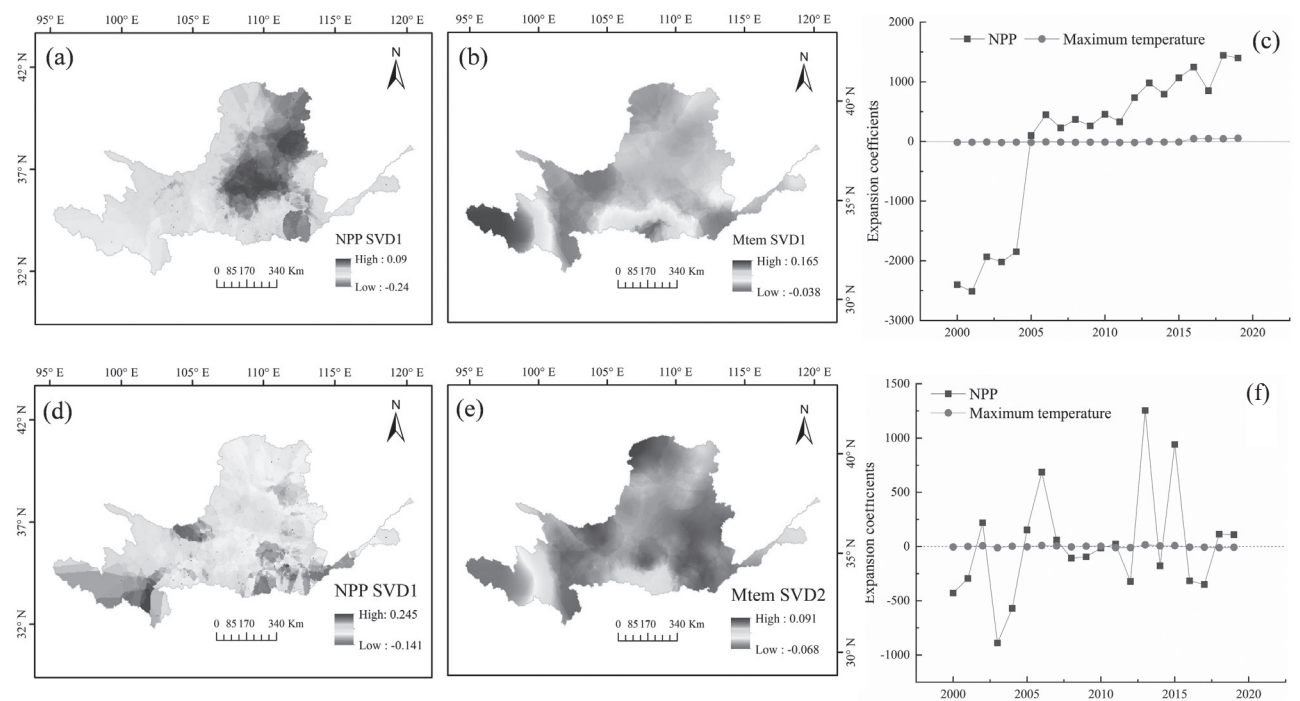 95° E 100° E 105° E 110° E 115° E 120° E
(a)
N
42° N
37° N
32° N
NPP SVD1
High : 0.09
Low : -0.24
0 85 170 340 Km
95° E 100° E 105° E 110° E 115° E 120° E
(b)
N
40° N
35° N
30° N
Mtem SVD1
High : 0.165
Low : -0.038
0 85 170 340 Km
(c)
NPP Maximum temperature
Expansion coefficients
2000
1000
0
-1000
-2000
-3000
2000 2005 2010 2015 2020
95° E 100° E 105° E 110° E 115° E 120° E
(d)
N
42° N
37° N
32° N
NPP SVD1
High: 0.245
Low : -0.141
0 85 170 340 Km
95° E 100° E 105° E 110° E 115° E 120° E
(e)
N
40° N
35° N
30° N
Mtem SVD2
High : 0.091
Low : -0.068
0 85 170 340 Km
(f)
NPP
Maximum temperature
Expansion coefficients
1500
1000
500
0
-500
-1000
2000 2005 2010 2015 2020